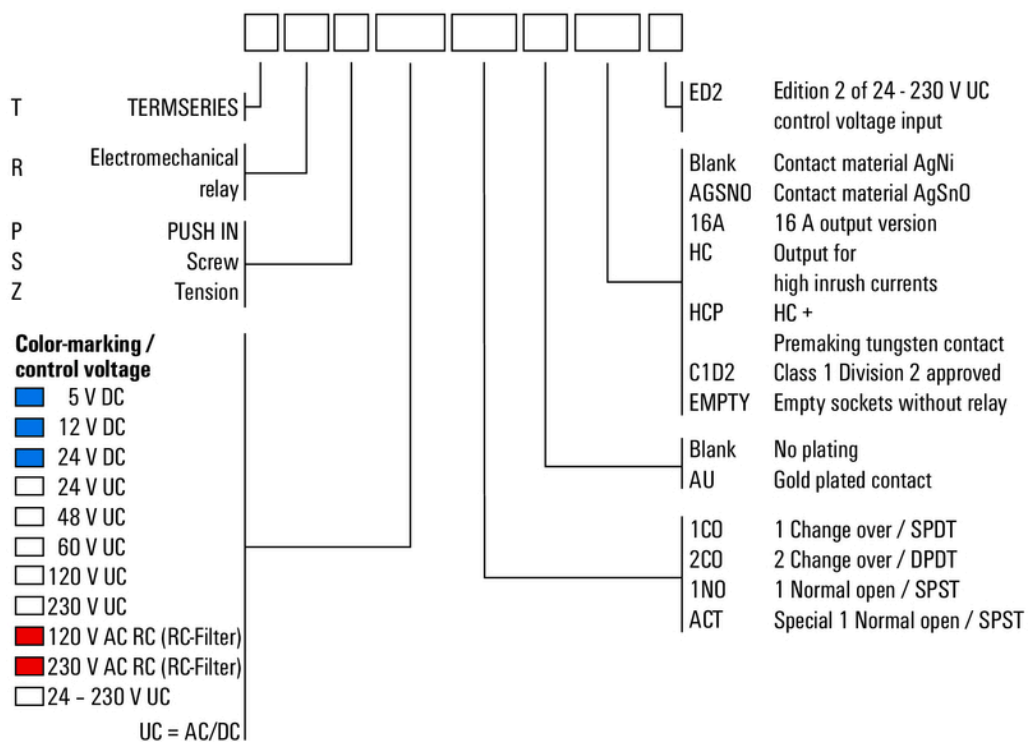 T TERMSERIES
R Electromechanical
relay
P PUSH IN
S Screw
Z Tension
Color-marking /
control voltage
5 V DC
12 V DC
24 V DC
24 V UC
48 V UC
60 V UC
120 V UC
230 V UC
120 V AC RC (RC-Filter)
230 V AC RC (RC-Filter)
24 – 230 V UC
UC = AC/DC
ED2 Edition 2 of 24 - 230 V UC
control voltage input
Blank Contact material AgNi
AGSNO Contact material AgSnO
16A 16 A output version
HC Output for
high inrush currents
HCP HC +
Premaking tungsten contact
C1D2 Class 1 Division 2 approved
EMPTY Empty sockets without relay
Blank No plating
AU Gold plated contact
1CO 1 Change over / SPDT
2CO 2 Change over / DPDT
1NO 1 Normal open / SPST
ACT Special 1 Normal open / SPST